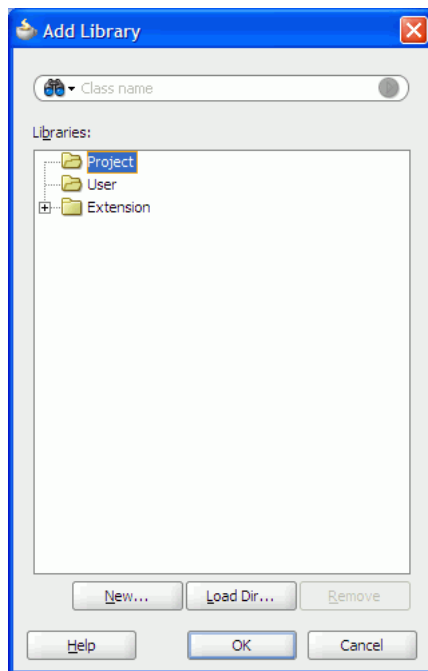 Add Library
Class name
Libraries:
Project
User
Extension
New... Load Dir... Remove
Help OK Cancel